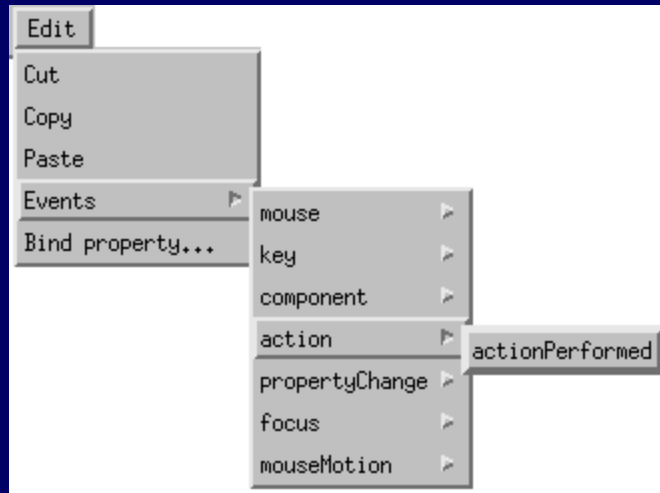 Edit
Cut
Copy
Paste
Events
Bind property...
mouse
key
component
action
actionPerformed
propertyChange
focus
mouseMotion